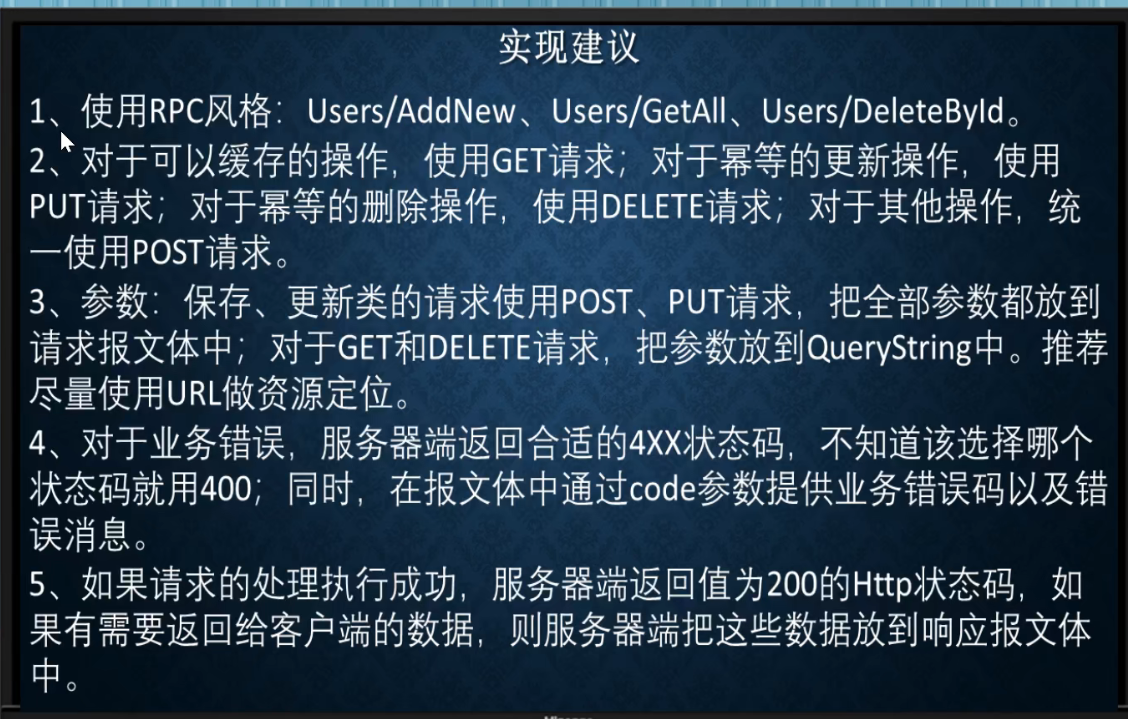 实现建议
1、使用RPC风格：Users/AddNew、Users/GetAll、Users/DeleteById。
2、对于可以缓存的操作，使用GET请求；对于幂等的更新操作，使用
PUT请求；对于幂等的删除操作，使用DELETE请求；对于其他操作，统
一使用POST请求。
3、参数：保存、更新类的请求使用POST、PUT请求，把全部参数都放到
请求报文体中；对于GET和DELETE请求，把参数放到QueryString中。推荐
尽量使用URL做资源定位。
4、对于业务错误，服务器端返回合适的4XX状态码，不知道该选择哪个
状态码就用400；同时，在报文体中通过code参数提供业务错误码以及错
误消息。
5、如果请求的处理执行成功，服务器端返回值为200的Http状态码，如
果有需要返回给客户端的数据，则服务器端把这些数据放到响应报文体
中。